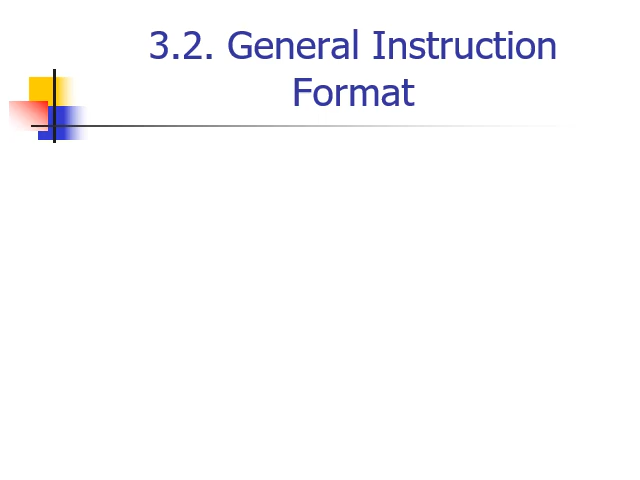 3.2. General Instruction
Format